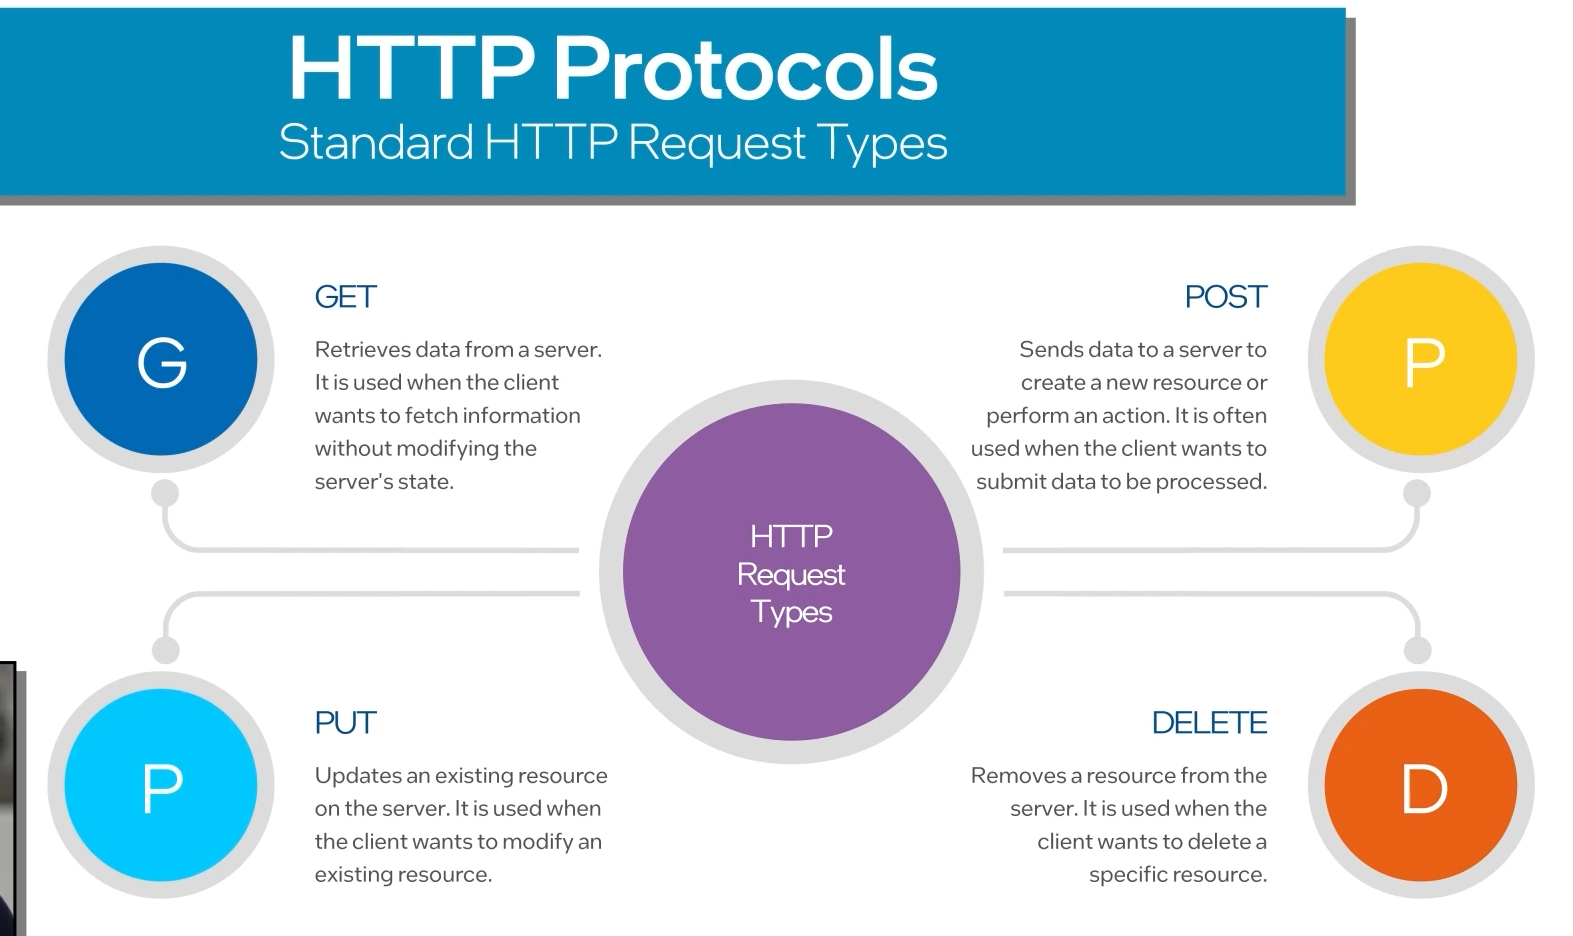 HTTP Protocols
Standard HTTP Request Types
G
GET
Retrieves data from a server.
It is used when the client
wants to fetch information
without modifying the
server's state.
POST
Sends data to a server to
create a new resource or
perform an action. It is often
used when the client wants to
submit data to be processed.
P
HTTP
Request
Types
P
PUT
Updates an existing resource
on the server. It is used when
the client wants to modify an
existing resource.
DELETE
Removes a resource from the
server. It is used when the
client wants to delete a
specific resource.
D